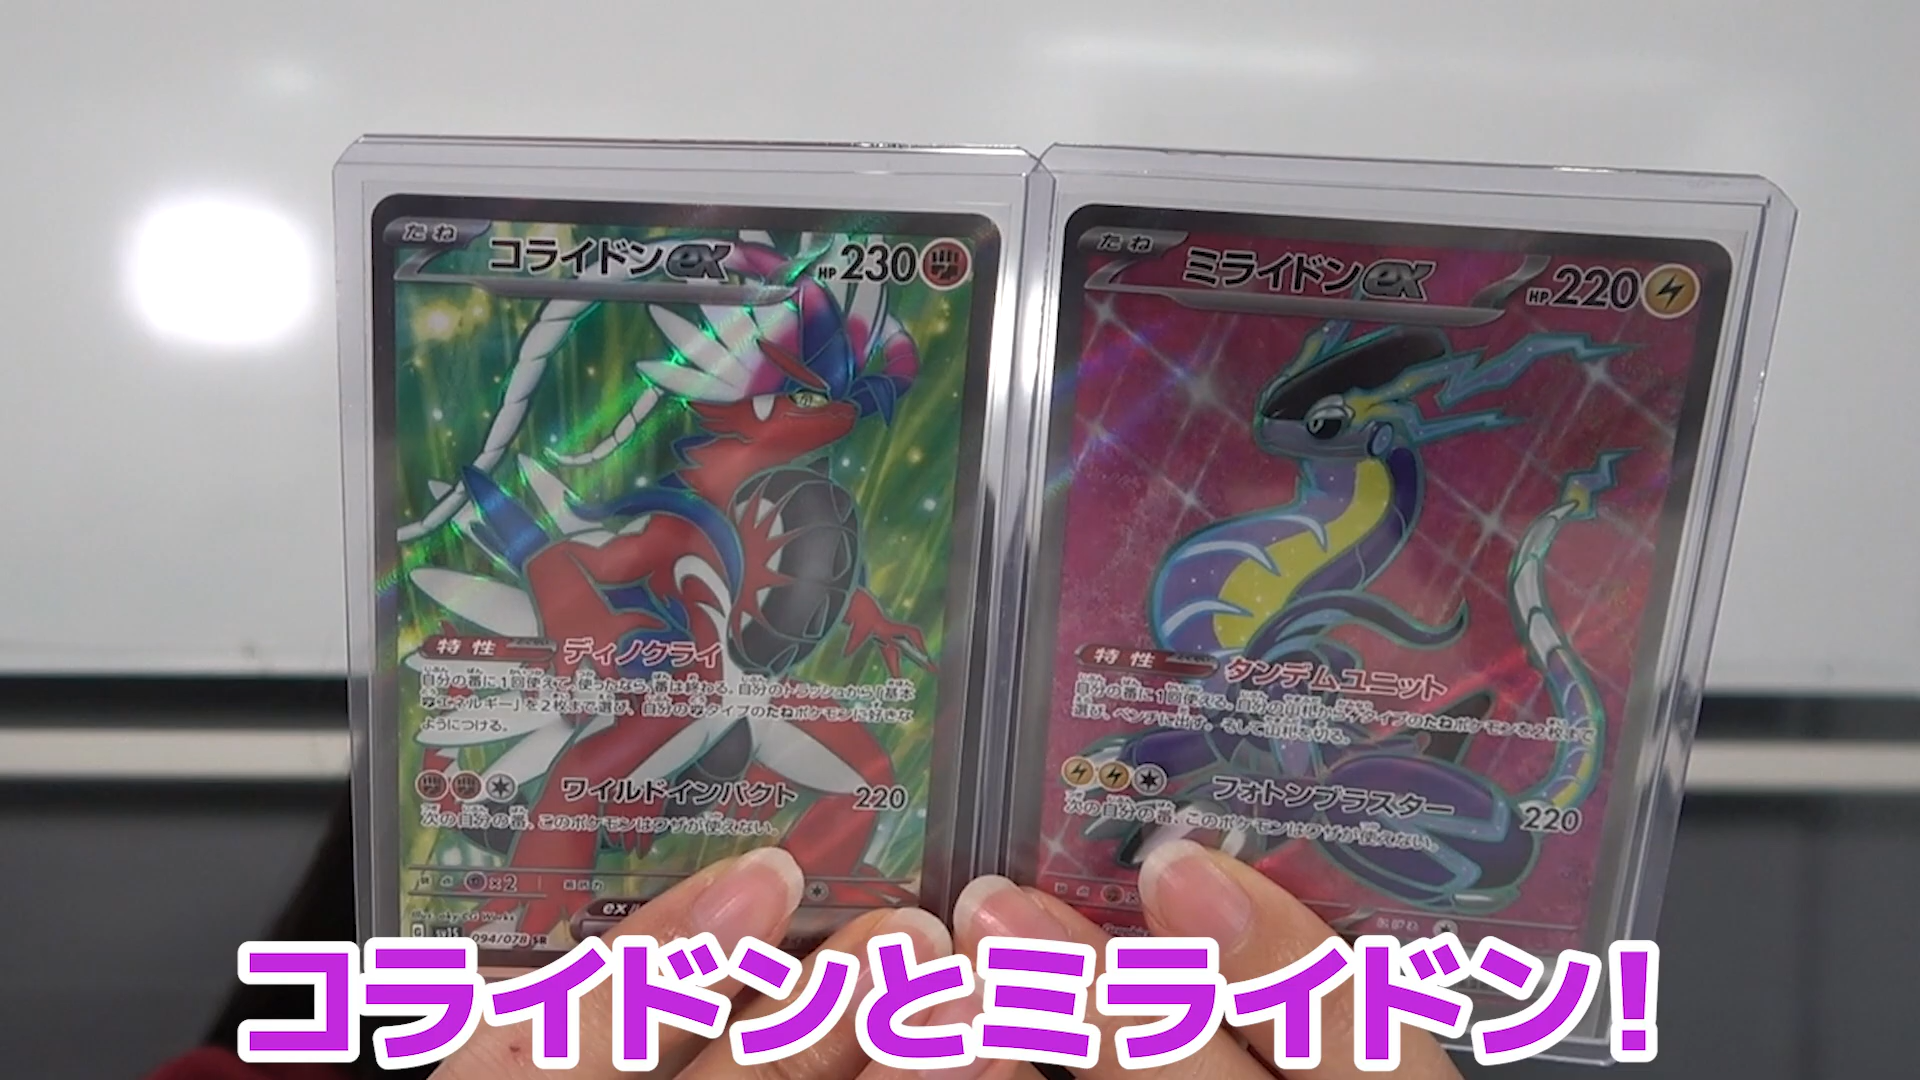 たね
コライドンex
HP230
特性
ディノクライ
自分の番に1回使えて、使ったなら、番は終わる。自分のトラッシュから「基本
エネルギー」を2枚まで選び、自分のタイプのたねポケモンに好きな
ようにつける。
ワイルドインパクト 220
次の自分の番、このポケモンはワザが使えない。
×2
ex
G sv1S 094/078 SR
たね
ミライドンex
HP220
特性
タンデムユニット
自分の番に1回使える。自分の山札からタイプのたねポケモンを2枚まで
選び、ベンチに出す。そして山札を切る。
フォトンブラスター 220
次の自分の番、このポケモンはワザが使えない。
にげる
コライドンとミライドン!